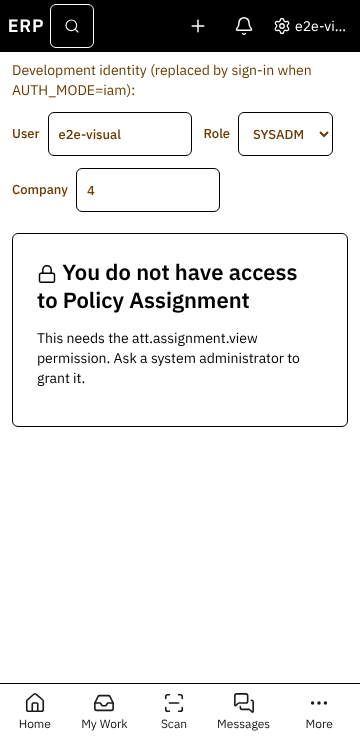 ERP
e2e-vi...
Development identity (replaced by sign-in when
AUTH_MODE=iam):
User e2e-visual Role SYSADM
Company 4
You do not have access
to Policy Assignment
This needs the att.assignment.view
permission. Ask a system administrator to
grant it.
Home My Work Scan Messages More